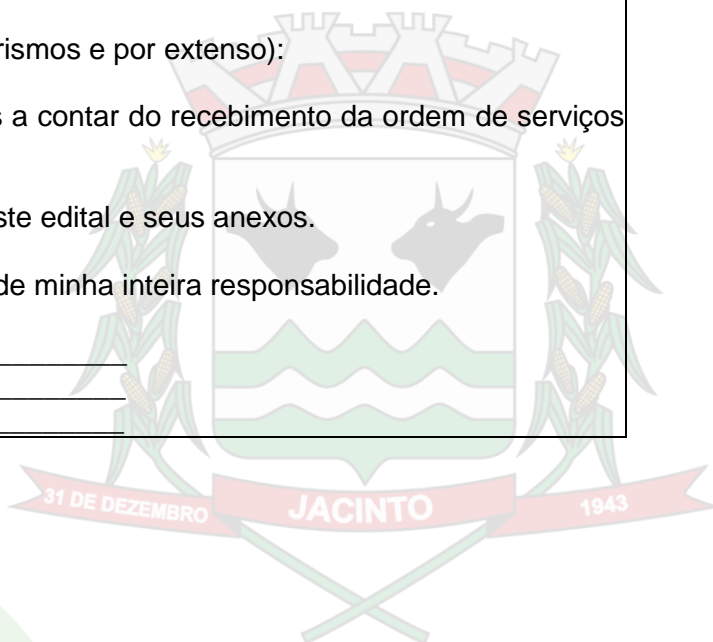 rismos e por extenso):
s a contar do recebimento da ordem de serviços
ste edital e seus anexos.
de minha inteira responsabilidade.
31 DE DEZEMBRO JACINTO 1943